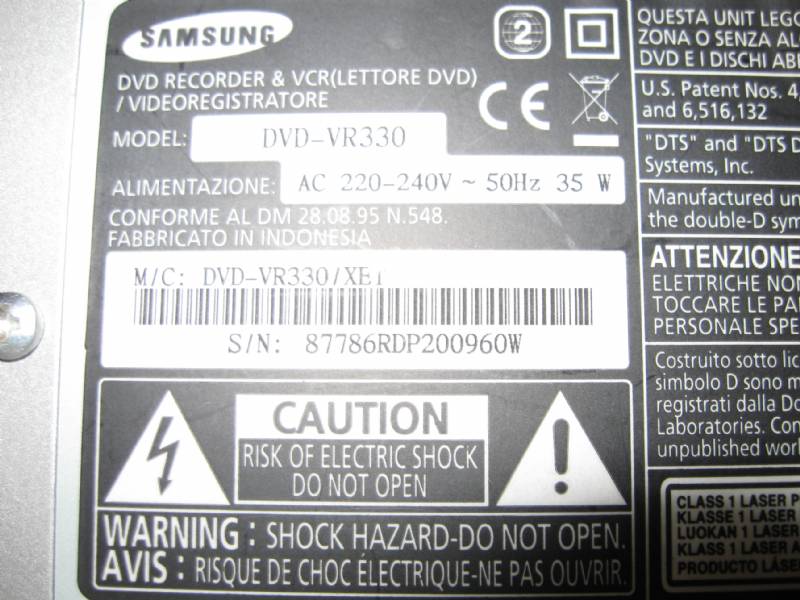 SAMSUNG
2
DVD RECORDER & VCR(LETTORE DVD)
/ VIDEOREGISTRATORE
MODEL: DVD-VR330
ALIMENTAZIONE: AC 220-240V ~ 50Hz 35 W
CONFORME AL DM 28.08.95 N.548.
FABBRICATO IN INDONESIA
M/C: DVD-VR330/XET
S/N: 87786RDP200960W
CAUTION
RISK OF ELECTRIC SHOCK
DO NOT OPEN
WARNING : SHOCK HAZARD-DO NOT OPEN.
AVIS : RISQUE DE CHOC ÉLECTRIQUE-NE PAS OUVRIR.
QUESTA UNIT
ZONA O SENZA
DVD E I DISCHI
U.S. Patent Nos. 4,
and 6,516,132
"DTS" and "DTS D
Systems, Inc.
Manufactured un
the double-D sym
ATTENZIONE
ELETTRICHE NON
TOCCARE LE PA
PERSONALE SPE
Costruito sotto lic
simbolo D sono m
registrati dalla Do
Laboratories. Con
unpublished work
CLASS 1 LASER P
KLASSE 1 LASER
LUOKAN 1 LASER
KLASS 1 LASER A
PRODUCTO LÁSE